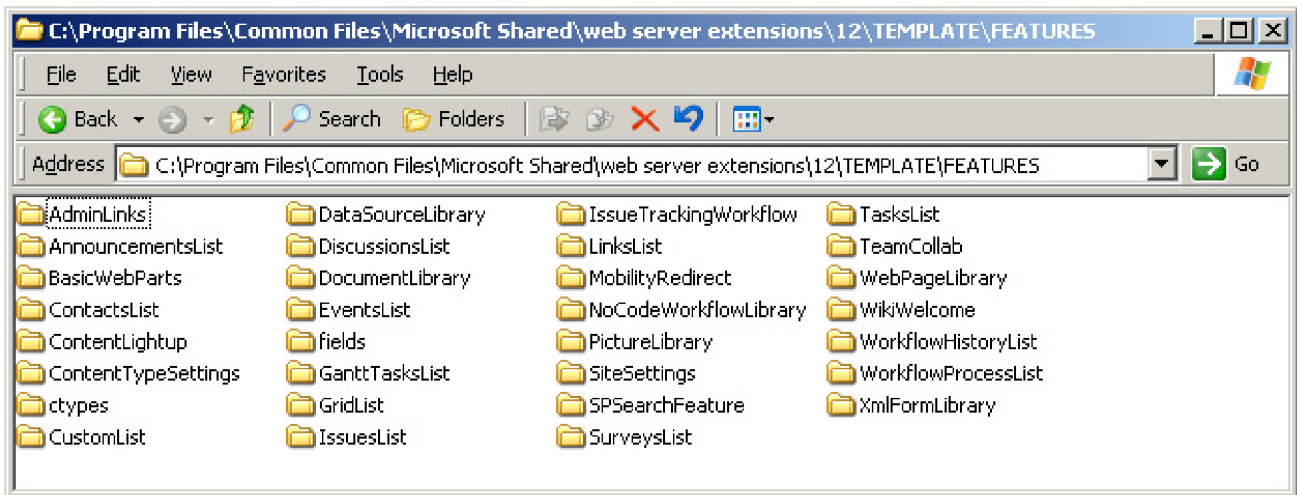 C:\Program Files\Common Files\Microsoft Shared\web server extensions\12\TEMPLATE\FEATURES
File Edit View Favorites Tools Help
Back Search Folders
Address C:\Program Files\Common Files\Microsoft Shared\web server extensions\12\TEMPLATE\FEATURES Go
AdminLinks DataSourceLibrary IssueTrackingWorkflow TasksList
AnnouncementsList DiscussionsList LinksList TeamCollab
BasicWebParts DocumentLibrary MobilityRedirect WebPageLibrary
ContactsList EventsList NoCodeWorkflowLibrary WikiWelcome
ContentLightup fields PictureLibrary WorkflowHistoryList
ContentTypeSettings GanttTasksList SiteSettings WorkflowProcessList
ctypes GridList SPSearchFeature XmlFormLibrary
CustomList IssuesList SurveysList